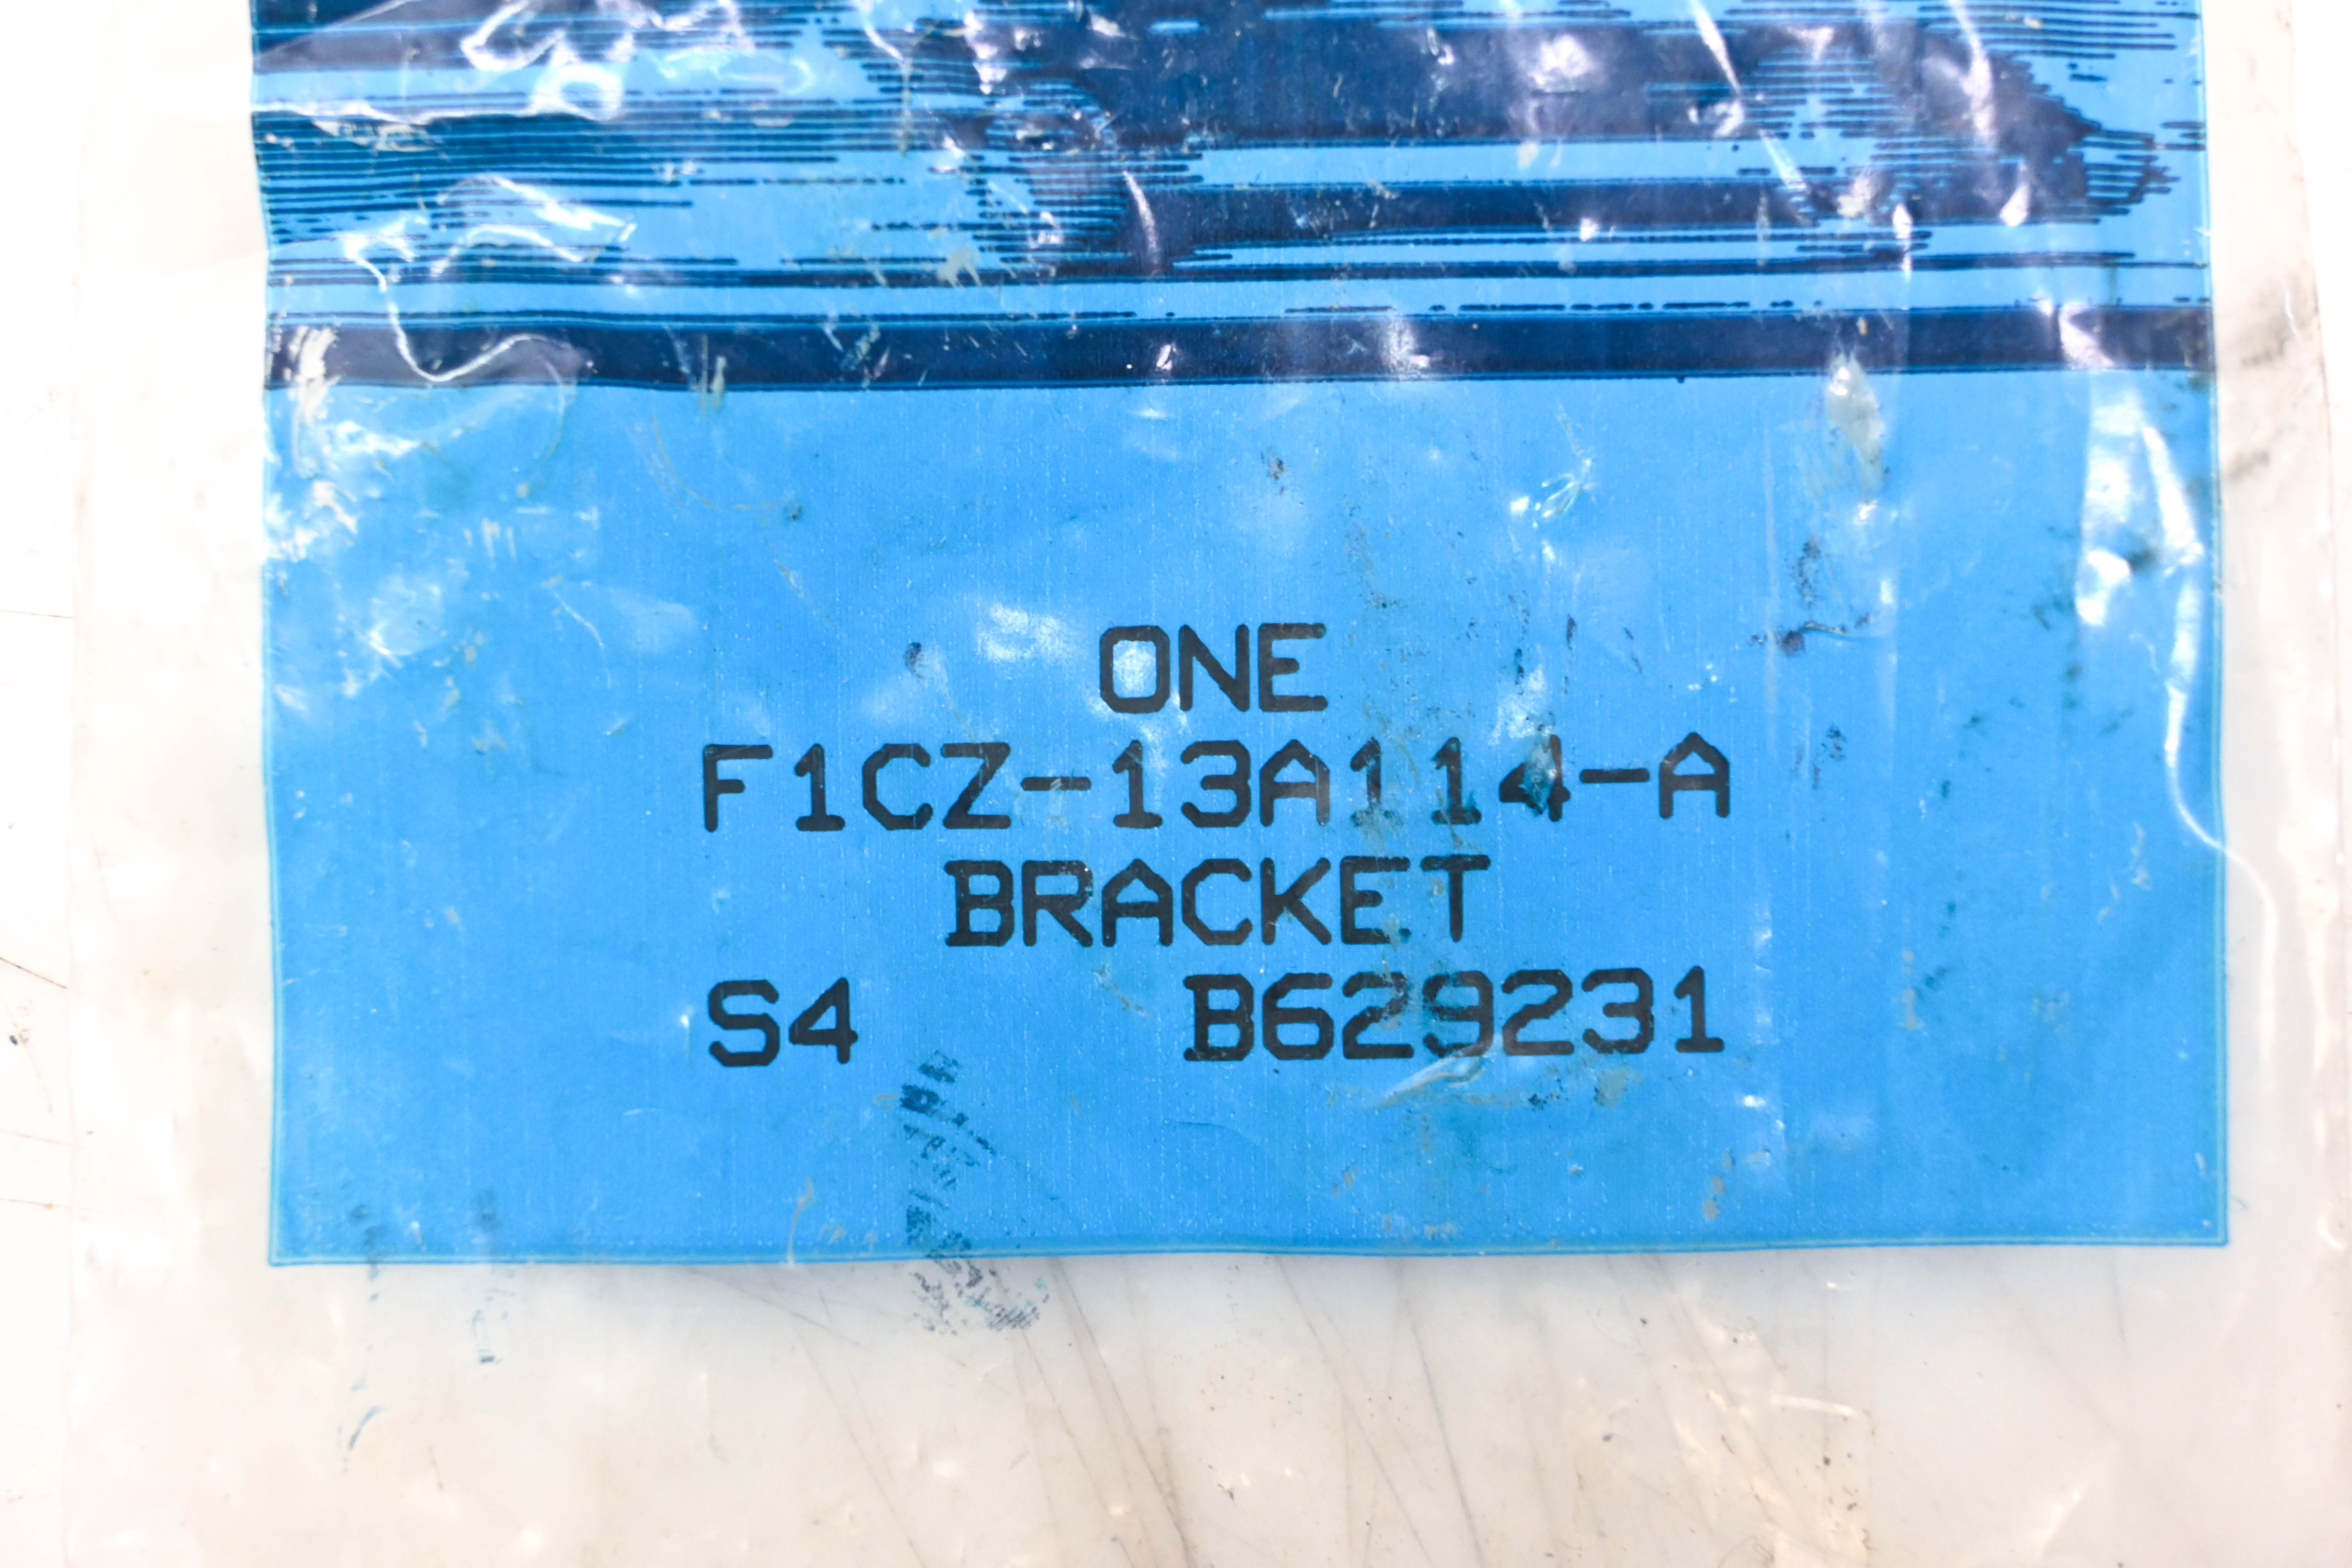 ONE
F1CZ-13A114-A
BRACKET
S4 B629231